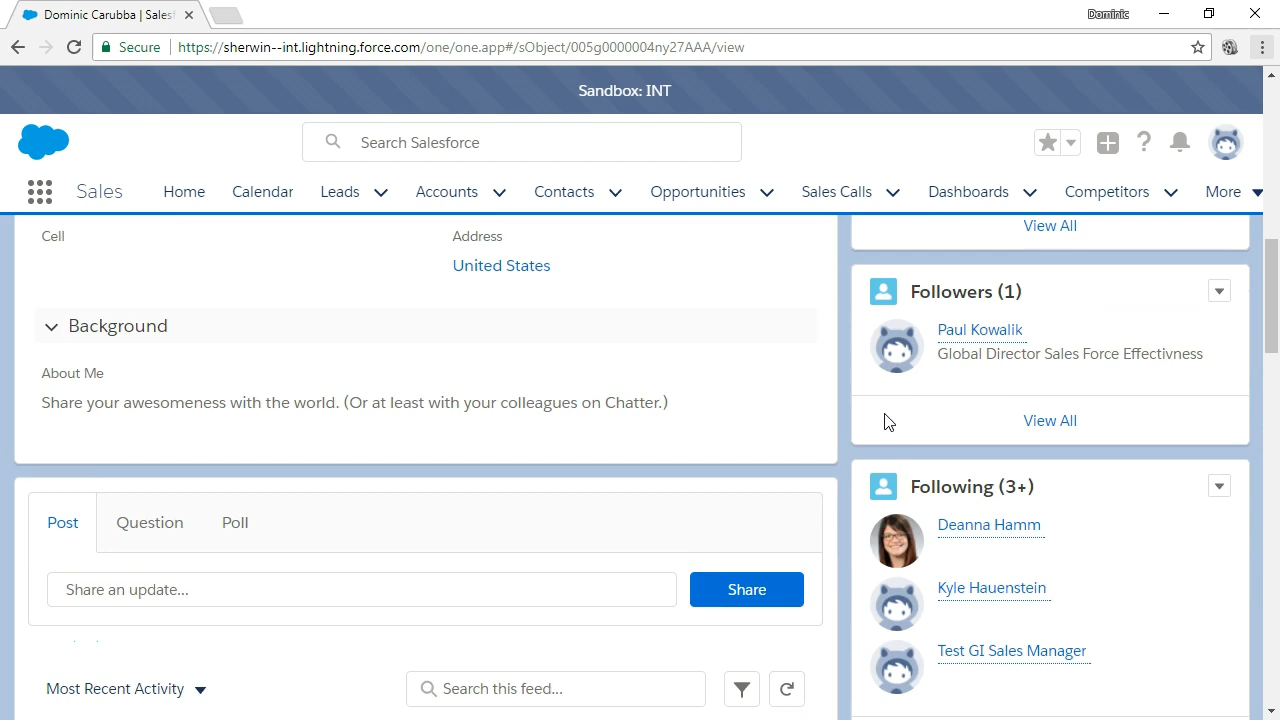 Dominic Carubba | Sales
Dominic
Secure
https://sherwin--int.lightning.force.com/one/one.app#/sObject/005g0000004ny27AAA/view
Sandbox: INT
Search Salesforce
Sales Home Calendar Leads Accounts Contacts Opportunities Sales Calls Dashboards Competitors More
Cell
Address
United States
Background
About Me
Share your awesomeness with the world. (Or at least with your colleagues on Chatter.)
Post Question Poll
Share an update...
Share
Most Recent Activity
Search this feed...
View All
Followers (1)
Paul Kowalik
Global Director Sales Force Effectivness
View All
Following (3+)
Deanna Hamm
Kyle Hauenstein
Test GI Sales Manager